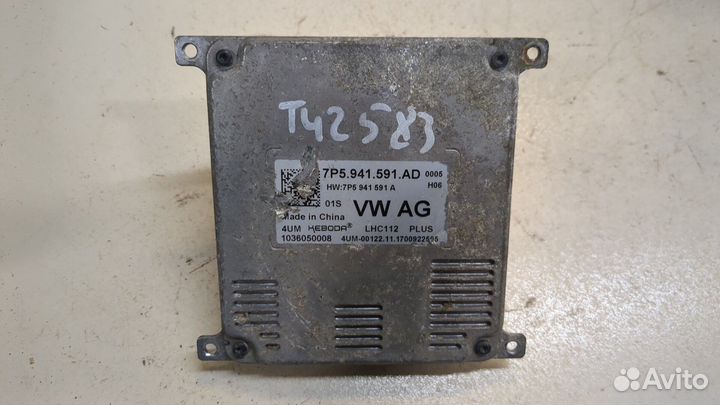 T42583
7P5.941.591.AD 0005
HW:7P5 941 591 A H06
01S VW AG
Made in China
4UM KEBODA® LHC112 PLUS
1036050008 4UM-00122.11.1700922595
Avito